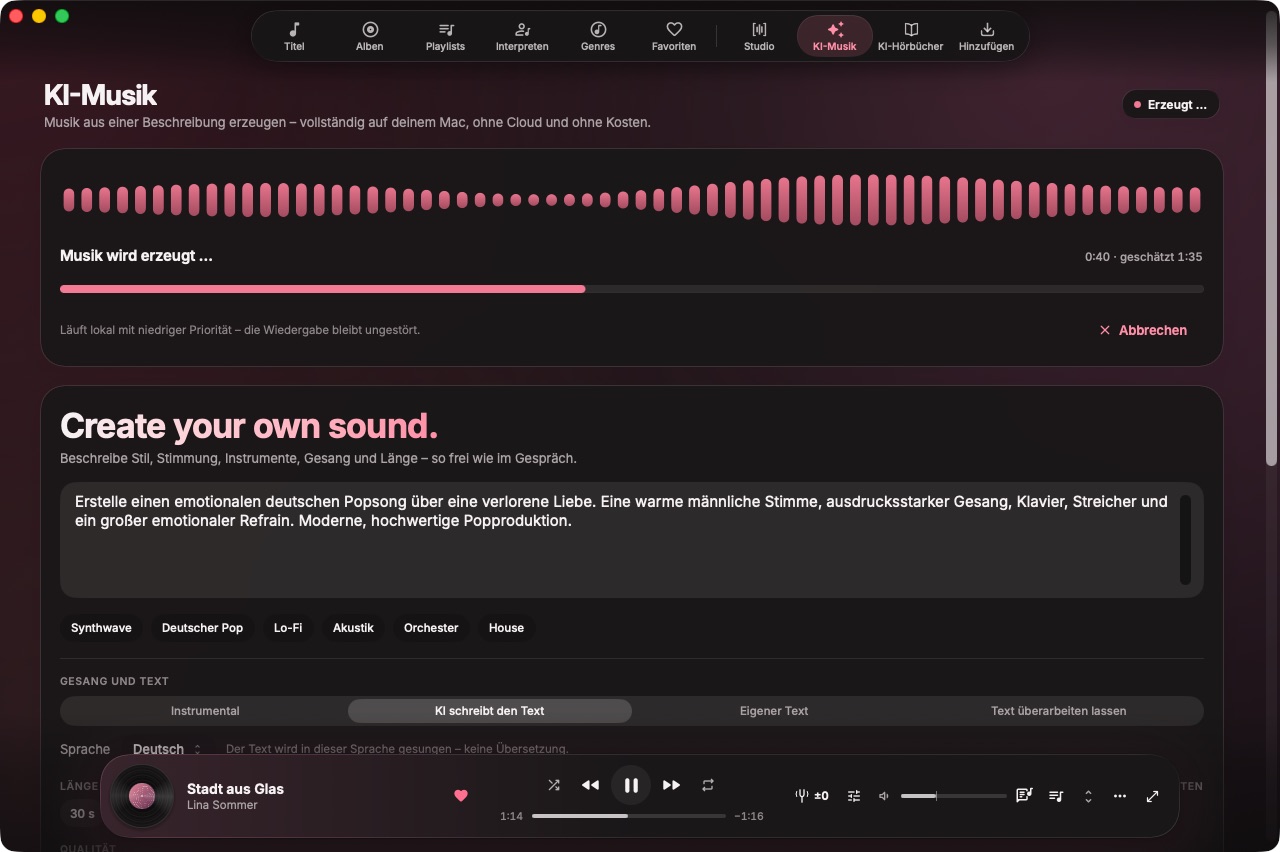 Titel
Alben
Playlists
Interpreten
Genres
Favoriten
Studio
KI-Musik
KI-Hörbücher
Hinzufügen
KI-Musik
Musik aus einer Beschreibung erzeugen – vollständig auf deinem Mac, ohne Cloud und ohne Kosten.
Erzeugt …
Musik wird erzeugt …
0:40 · geschätzt 1:35
Läuft lokal mit niedriger Priorität – die Wiedergabe bleibt ungestört.
Abbrechen
Create your own sound.
Beschreibe Stil, Stimmung, Instrumente, Gesang und Länge – so frei wie im Gespräch.
Erstelle einen emotionalen deutschen Popsong über eine verlorene Liebe. Eine warme männliche Stimme, ausdrucksstarker Gesang, Klavier, Streicher und
ein großer emotionaler Refrain. Moderne, hochwertige Popproduktion.
Synthwave
Deutscher Pop
Lo-Fi
Akustik
Orchester
House
GESANG UND TEXT
Instrumental
KI schreibt den Text
Eigener Text
Text überarbeiten lassen
Sprache
Deutsch
Der Text wird in dieser Sprache gesungen – keine Übersetzung.
LÄNGE
TEN
30 s
Stadt aus Glas
Lina Sommer
1:14
−1:16
±0
QUALITÄT